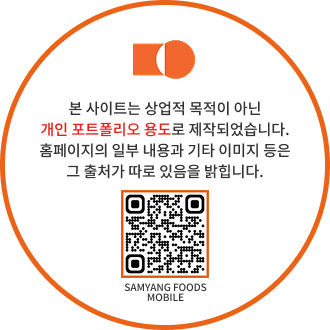 본 사이트는 상업적 목적이 아닌
개인 포트폴리오 용도로 제작되었습니다.
홈페이지의 일부 내용과 기타 이미지 등은
그 출처가 따로 있음을 밝힙니다.
SAMYANG FOODS
MOBILE